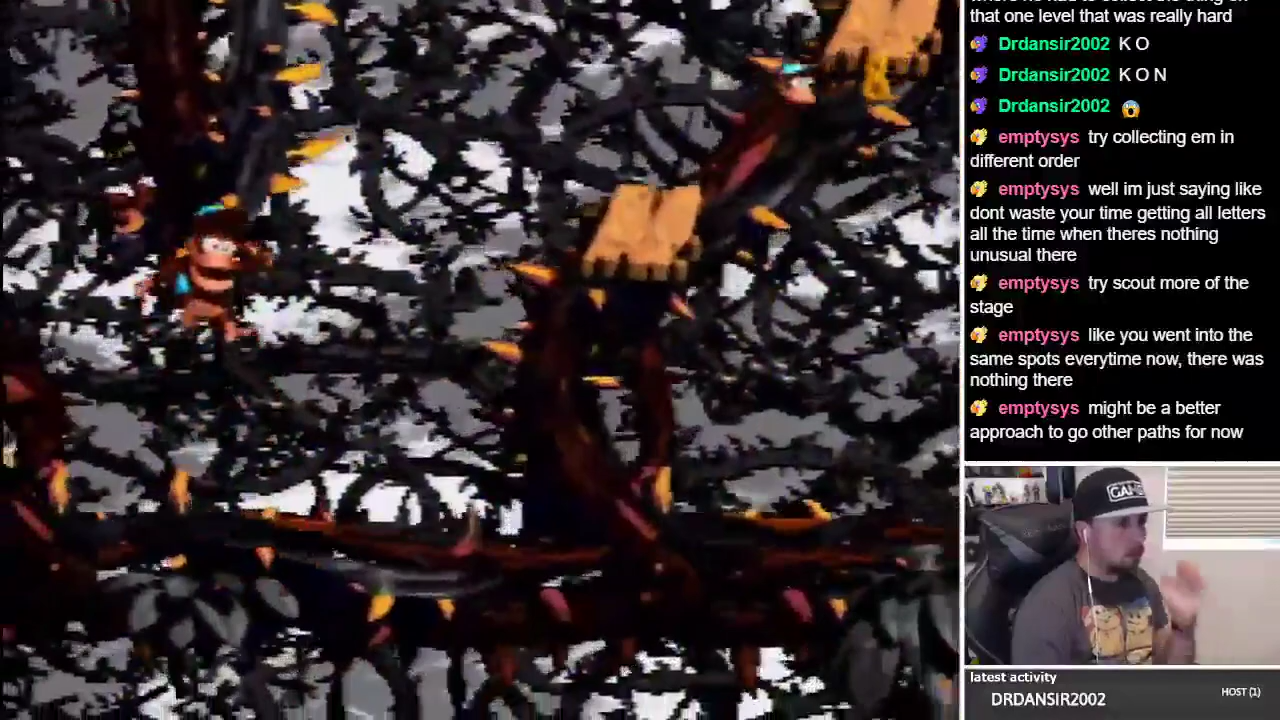 that one level that was really hard
Drdansir2002 K O
Drdansir2002 K O N
Drdansir2002
emptysys try collecting em in
different order
emptysys well im just saying like
dont waste your time getting all letters
all the time when theres nothing
unusual there
emptysys try scout more of the
stage
emptysys like you went into the
same spots everytime now, there was
nothing there
emptysys might be a better
approach to go other paths for now
GAME
latest activity
DRDANSIR2002
HOST (1)